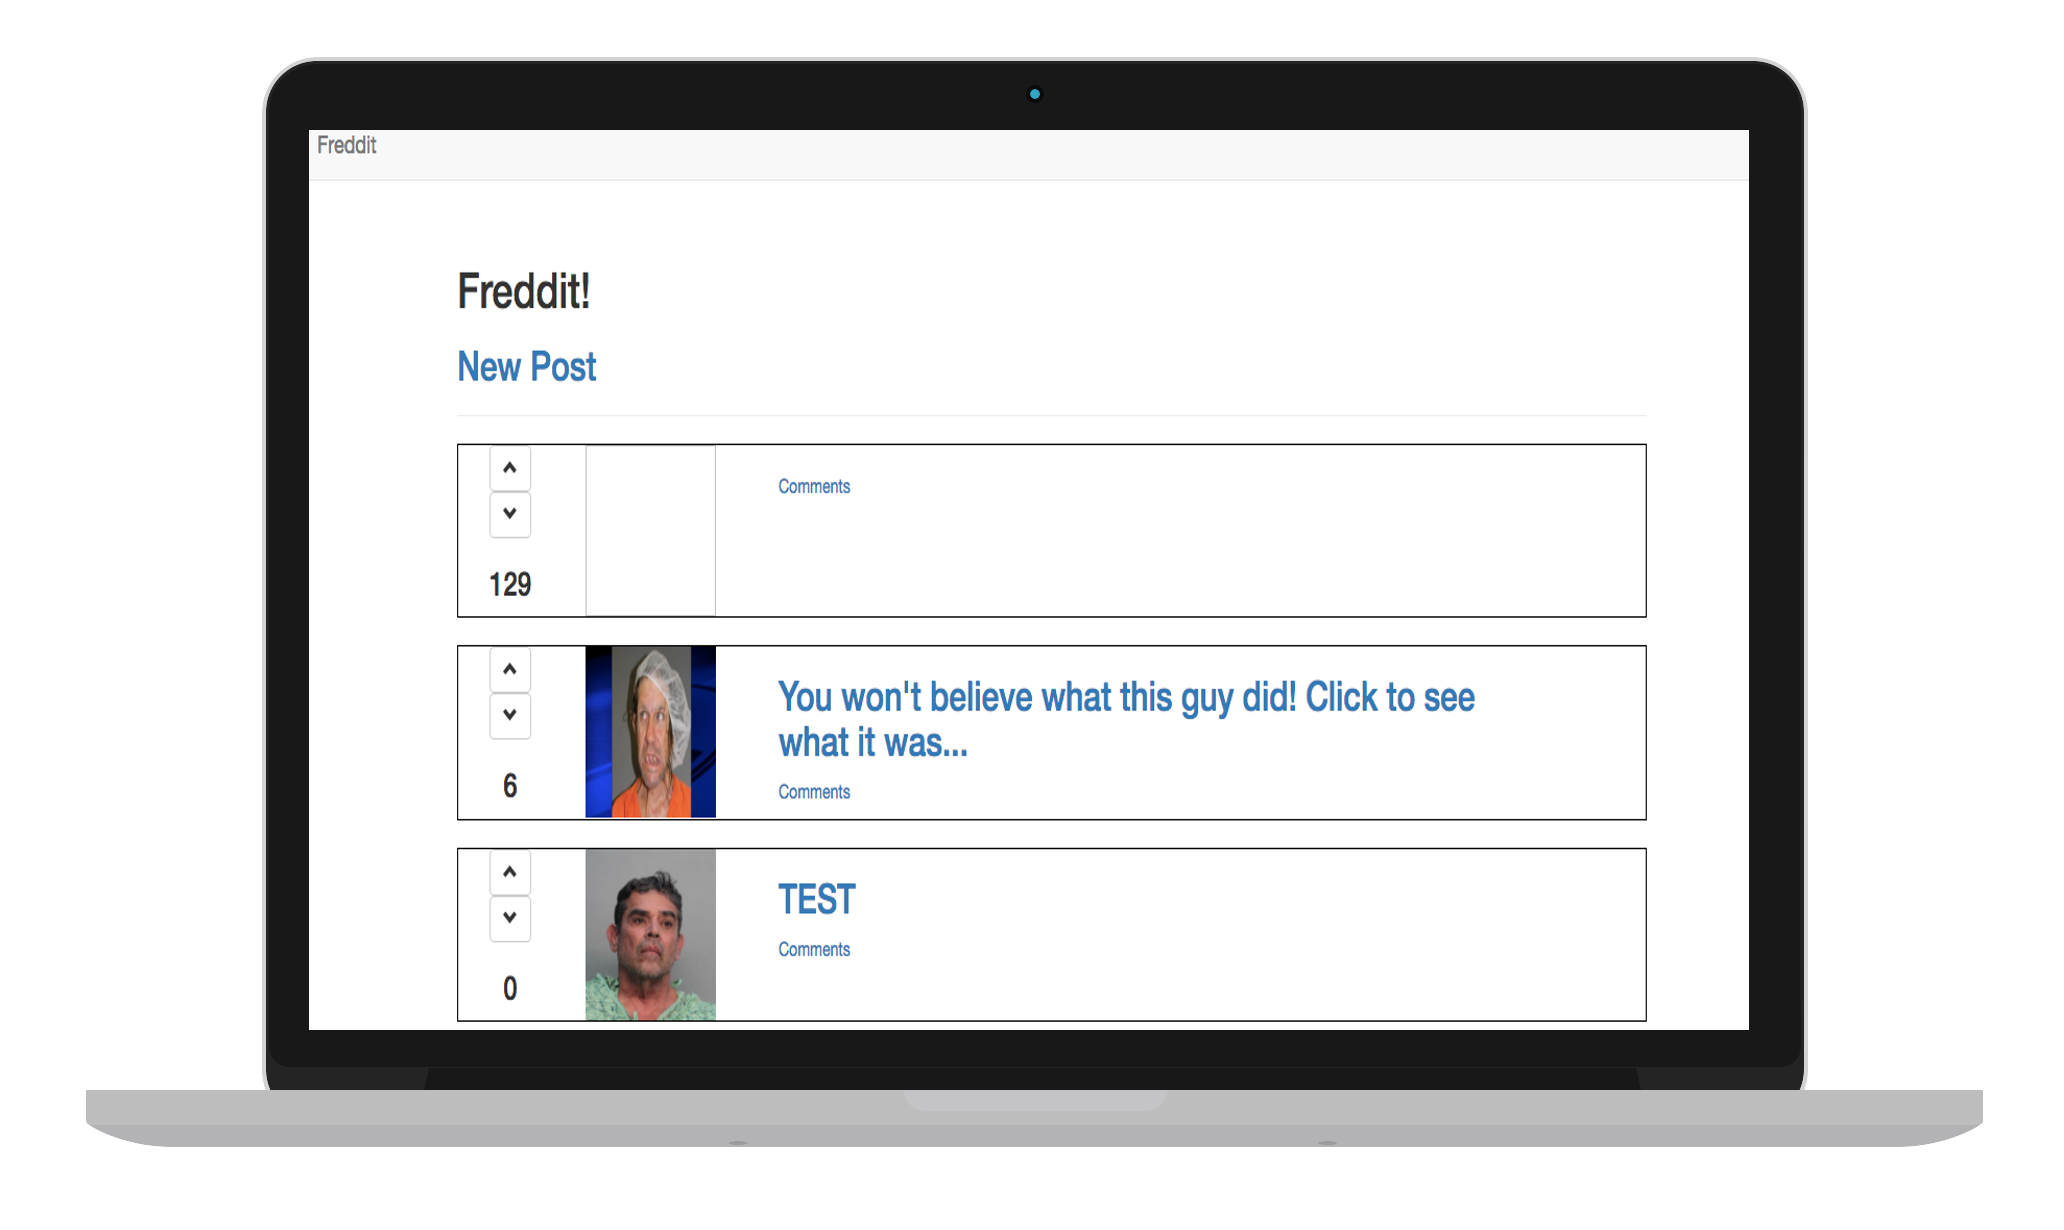 Freddit
Freddit!
New Post
Comments
129
You won't believe what this guy did! Click to see
what it was...
Comments
6
TEST
Comments
0